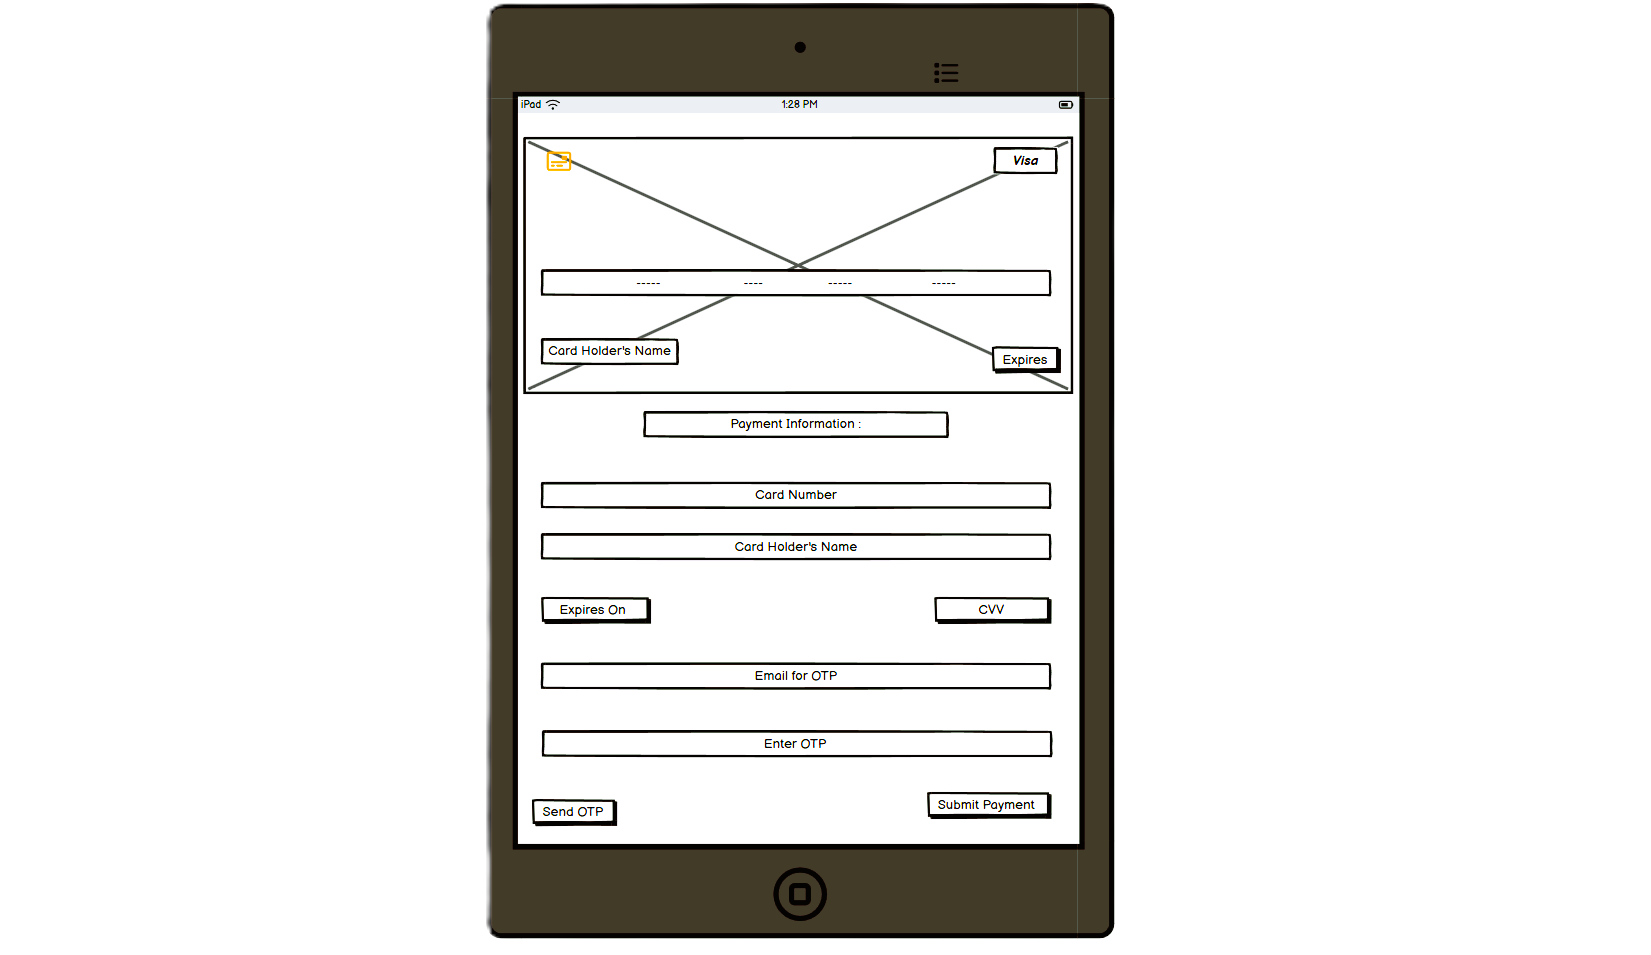 iPad 1:28 PM
Visa
----- ---- ----- -----
Card Holder's Name
Expires
Payment Information :
Card Number
Card Holder's Name
Expires On CVV
Email for OTP
Enter OTP
Send OTP Submit Payment